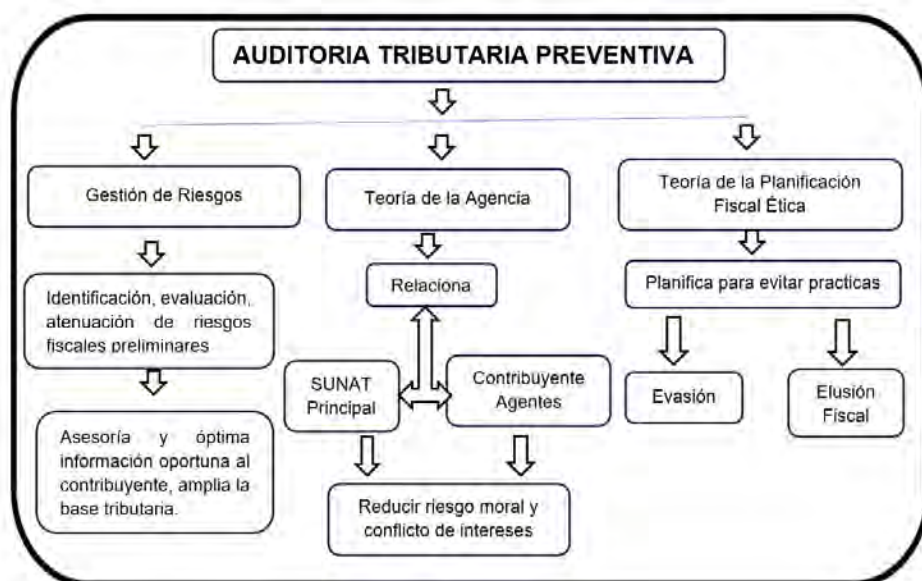 AUDITORIA TRIBUTARIA PREVENTIVA
Gestión de Riesgos
Teoría de la Agencia
Teoría de la Planificación
Fiscal Ética
Identificación, evaluación,
atenuación de riesgos
fiscales preliminares
Relaciona
Planifica para evitar practicas
SUNAT
Principal
Contribuyente
Agentes
Evasión
Elusión
Fiscal
Asesoría y óptima
información oportuna al
contribuyente, amplia la
base tributaria.
Reducir riesgo moral y
conflicto de intereses